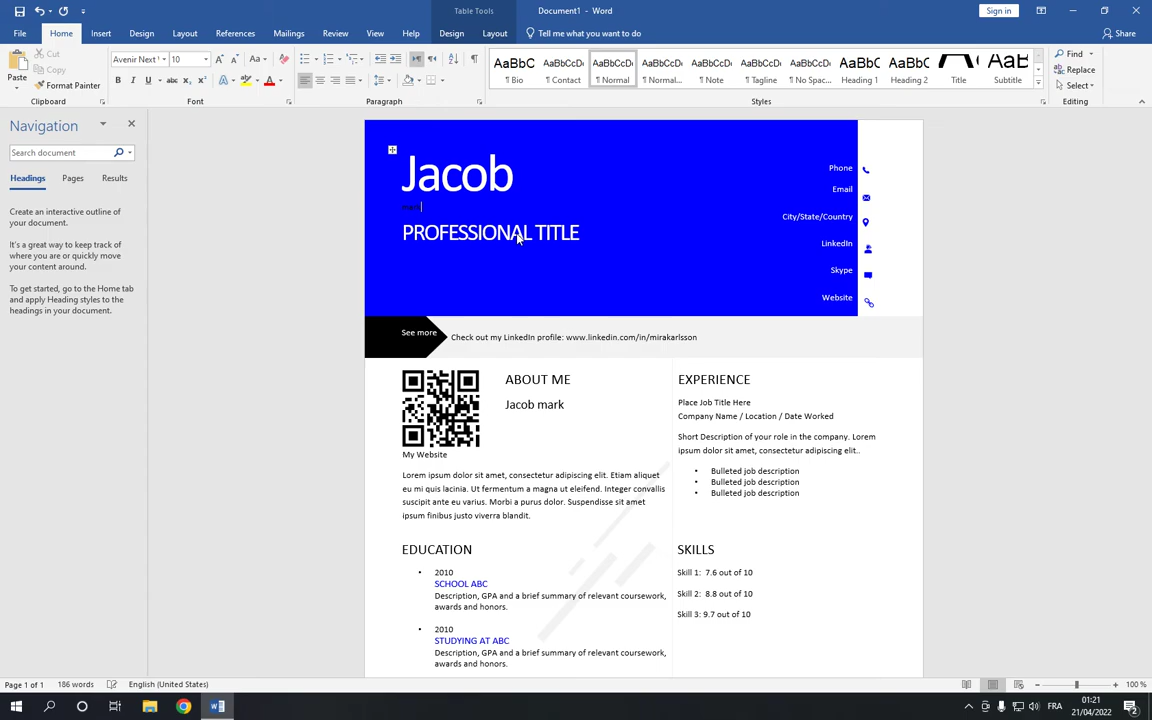 Table Tools
Document1 - Word
Sign in
File
Home
Insert
Design
Layout
References
Mailings
Review
View
Help
Design
Layout
Tell me what you want to do
Share
Paste
Cut
Copy
Format Painter
Clipboard
Avenir Next
10
Font
Paragraph
AaBbC
¶ Bio
AaBbCcDc
¶ Contact
AaBbCcDc
¶ Normal
AaBbCcDc
¶ Normal...
AaBbCcDc
¶ Note
AaBbCcDc
¶ Tagline
AaBbCcDc
¶ No Spac...
AaBbC
Heading 1
AaBbC
Heading 2
Title
AaB
Subtitle
Styles
Find
Replace
Select
Editing
Navigation
Search document
Headings
Pages
Results
Create an interactive outline of
your document.
It's a great way to keep track of
where you are or quickly move
your content around.
To get started, go to the Home tab
and apply Heading styles to the
headings in your document.
Jacob
mark
PROFESSIONAL TITLE
Phone
Email
City/State/Country
LinkedIn
Skype
Website
See more
Check out my LinkedIn profile: www.linkedin.com/in/mirakarlsson
My Website
ABOUT ME
Jacob mark
Lorem ipsum dolor sit amet, consectetur adipiscing elit. Etiam aliquet
eu mi quis lacinia. Ut fermentum a magna ut eleifend. Integer convallis
suscipit ante eu varius. Morbi a purus dolor. Suspendisse sit amet
ipsum finibus justo viverra blandit.
EXPERIENCE
Place Job Title Here
Company Name / Location / Date Worked
Short Description of your role in the company. Lorem
ipsum dolor sit amet, consectetur adipiscing elit..
• Bulleted job description
• Bulleted job description
• Bulleted job description
EDUCATION
• 2010
SCHOOL ABC
Description, GPA and a brief summary of relevant coursework,
awards and honors.
• 2010
STUDYING AT ABC
Description, GPA and a brief summary of relevant coursework,
awards and honors.
SKILLS
Skill 1: 7.6 out of 10
Skill 2: 8.8 out of 10
Skill 3: 9.7 out of 10
Page 1 of 1
186 words
English (United States)
100 %
FRA
01:21
21/04/2022
2